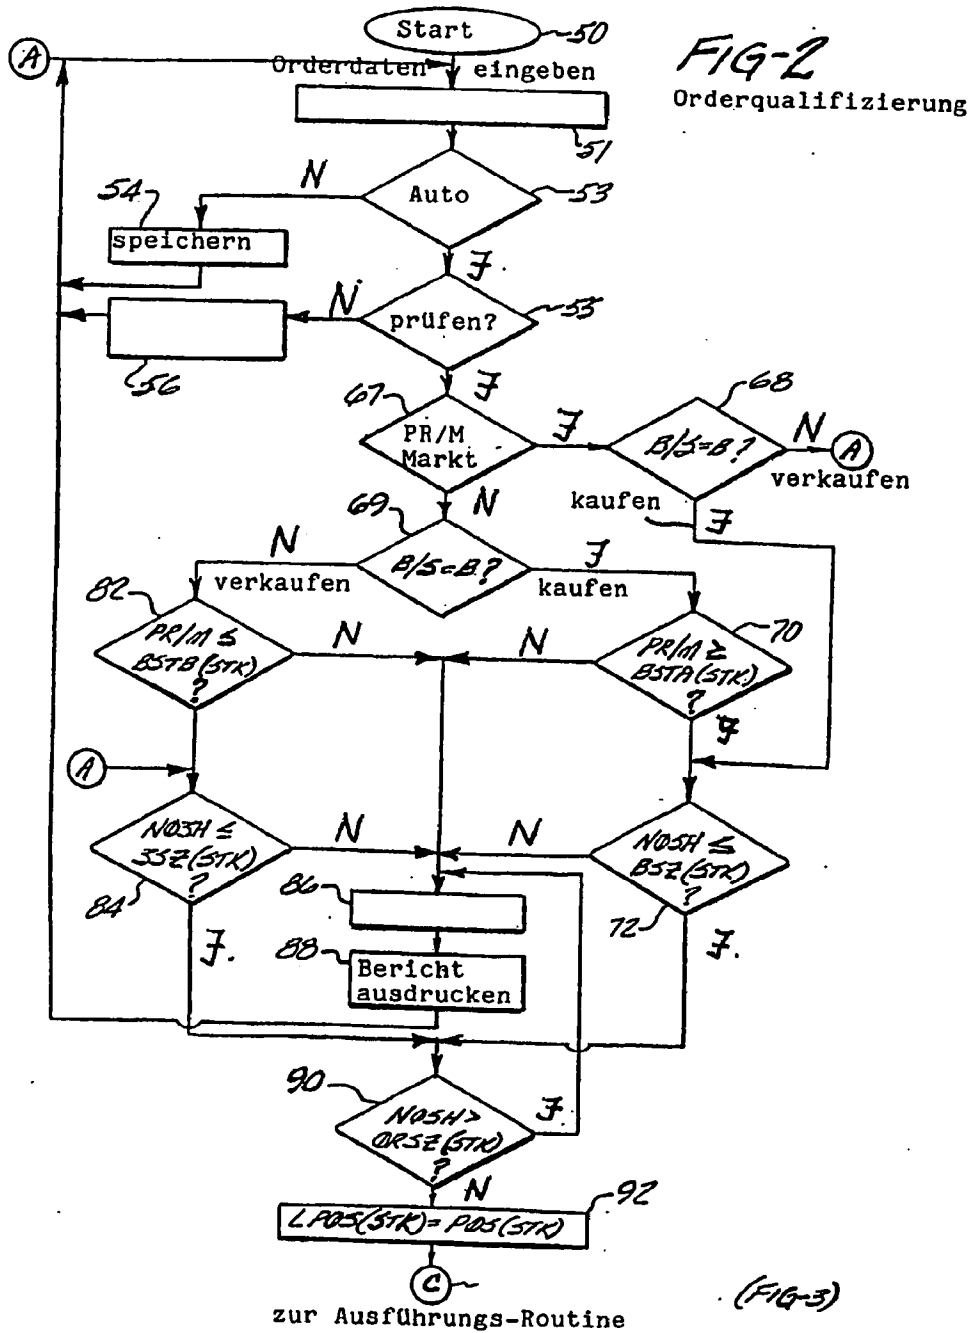 Start
50
A
FIG-2
Orderdaten eingeben
Orderqualifizierung
51
N
Auto
53
54
speichern
J
N
prüfen?
55
56
J
67
68
PR/M
Markt
J
B/S=B?
N
A
verkaufen
kaufen
J
N
69
N
B/S=B?
J
verkaufen
kaufen
82
PR/M ≤
BSTB(STK)
?
N
N
70
PR/M ≥
BSTA(STK)
?
J
A
NOSH ≤
SSZ(STK)
?
84
N
N
NOSH ≤
BSZ(STK)
?
72
86
J.
J.
88
Bericht
ausdrucken
90
NOSH >
ORSZ(STK)
?
J
N
92
LPOS(STK)=POS(STK)
C
(FIG-3)
zur Ausführungs-Routine